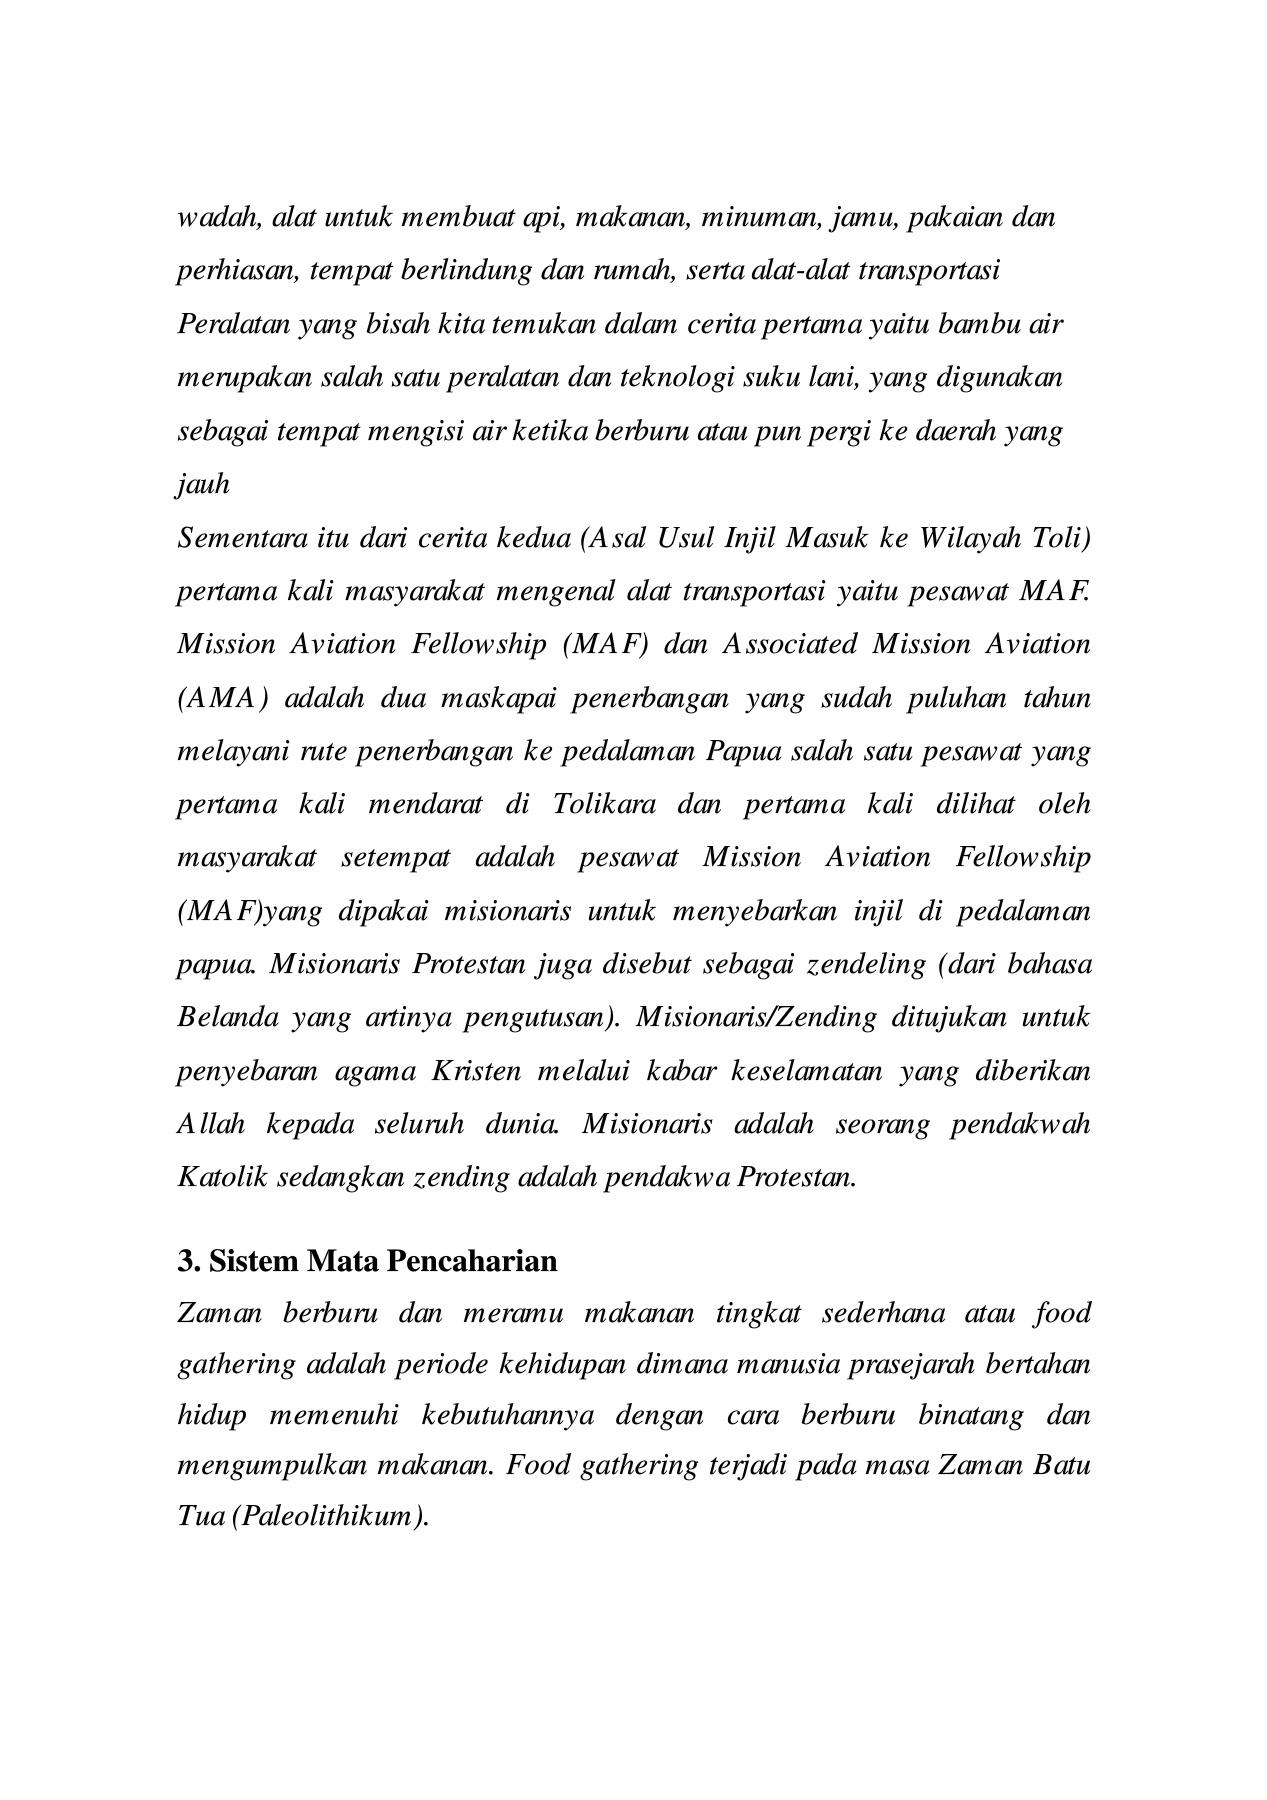 wadah, alat untuk membuat api, makanan, minuman, jamu, pakaian dan
perhiasan, tempat berlindung dan rumah, serta alat-alat transportasi
Peralatan yang bisah kita temukan dalam cerita pertama yaitu bambu air
merupakan salah satu peralatan dan teknologi suku lani, yang digunakan
sebagai tempat mengisi air ketika berburu atau pun pergi ke daerah yang
jauh
Sementara itu dari cerita kedua (Asal Usul Injil Masuk ke Wilayah Toli)
pertama kali masyarakat mengenal alat transportasi yaitu pesawat MAF.
Mission Aviation Fellowship (MAF) dan Associated Mission Aviation
(AMA) adalah dua maskapai penerbangan yang sudah puluhan tahun
melayani rute penerbangan ke pedalaman Papua salah satu pesawat yang
pertama kali mendarat di Tolikara dan pertama kali dilihat oleh
masyarakat setempat adalah pesawat Mission Aviation Fellowship
(MAF)yang dipakai misionaris untuk menyebarkan injil di pedalaman
papua. Misionaris Protestan juga disebut sebagai zendeling (dari bahasa
Belanda yang artinya pengutusan). Misionaris/Zending ditujukan untuk
penyebaran agama Kristen melalui kabar keselamatan yang diberikan
Allah kepada seluruh dunia. Misionaris adalah seorang pendakwah
Katolik sedangkan zending adalah pendakwa Protestan.
3. Sistem Mata Pencaharian
Zaman berburu dan meramu makanan tingkat sederhana atau food
gathering adalah periode kehidupan dimana manusia prasejarah bertahan
hidup memenuhi kebutuhannya dengan cara berburu binatang dan
mengumpulkan makanan. Food gathering terjadi pada masa Zaman Batu
Tua (Paleolithikum).